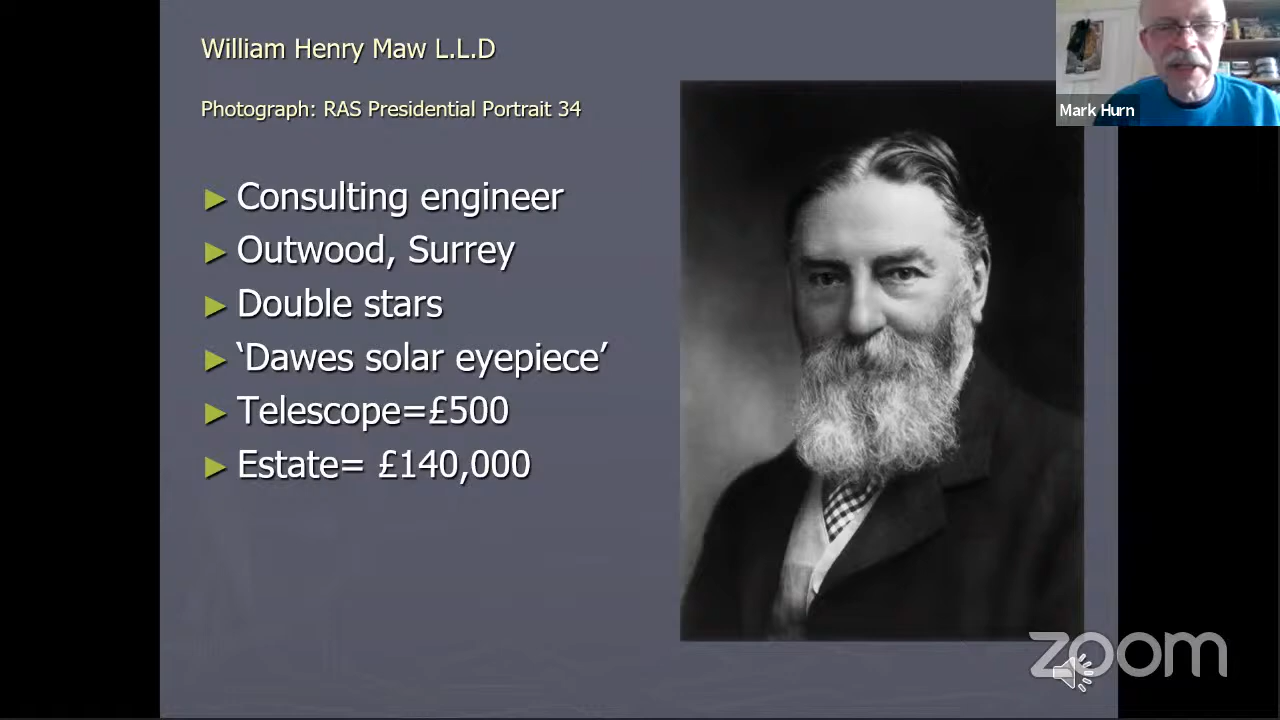 William Henry Maw L.L.D
Photograph: RAS Presidential Portrait 34
► Consulting engineer
► Outwood, Surrey
► Double stars
► ‘Dawes solar eyepiece’
► Telescope=£500
► Estate= £140,000
Mark Hurn
zoom